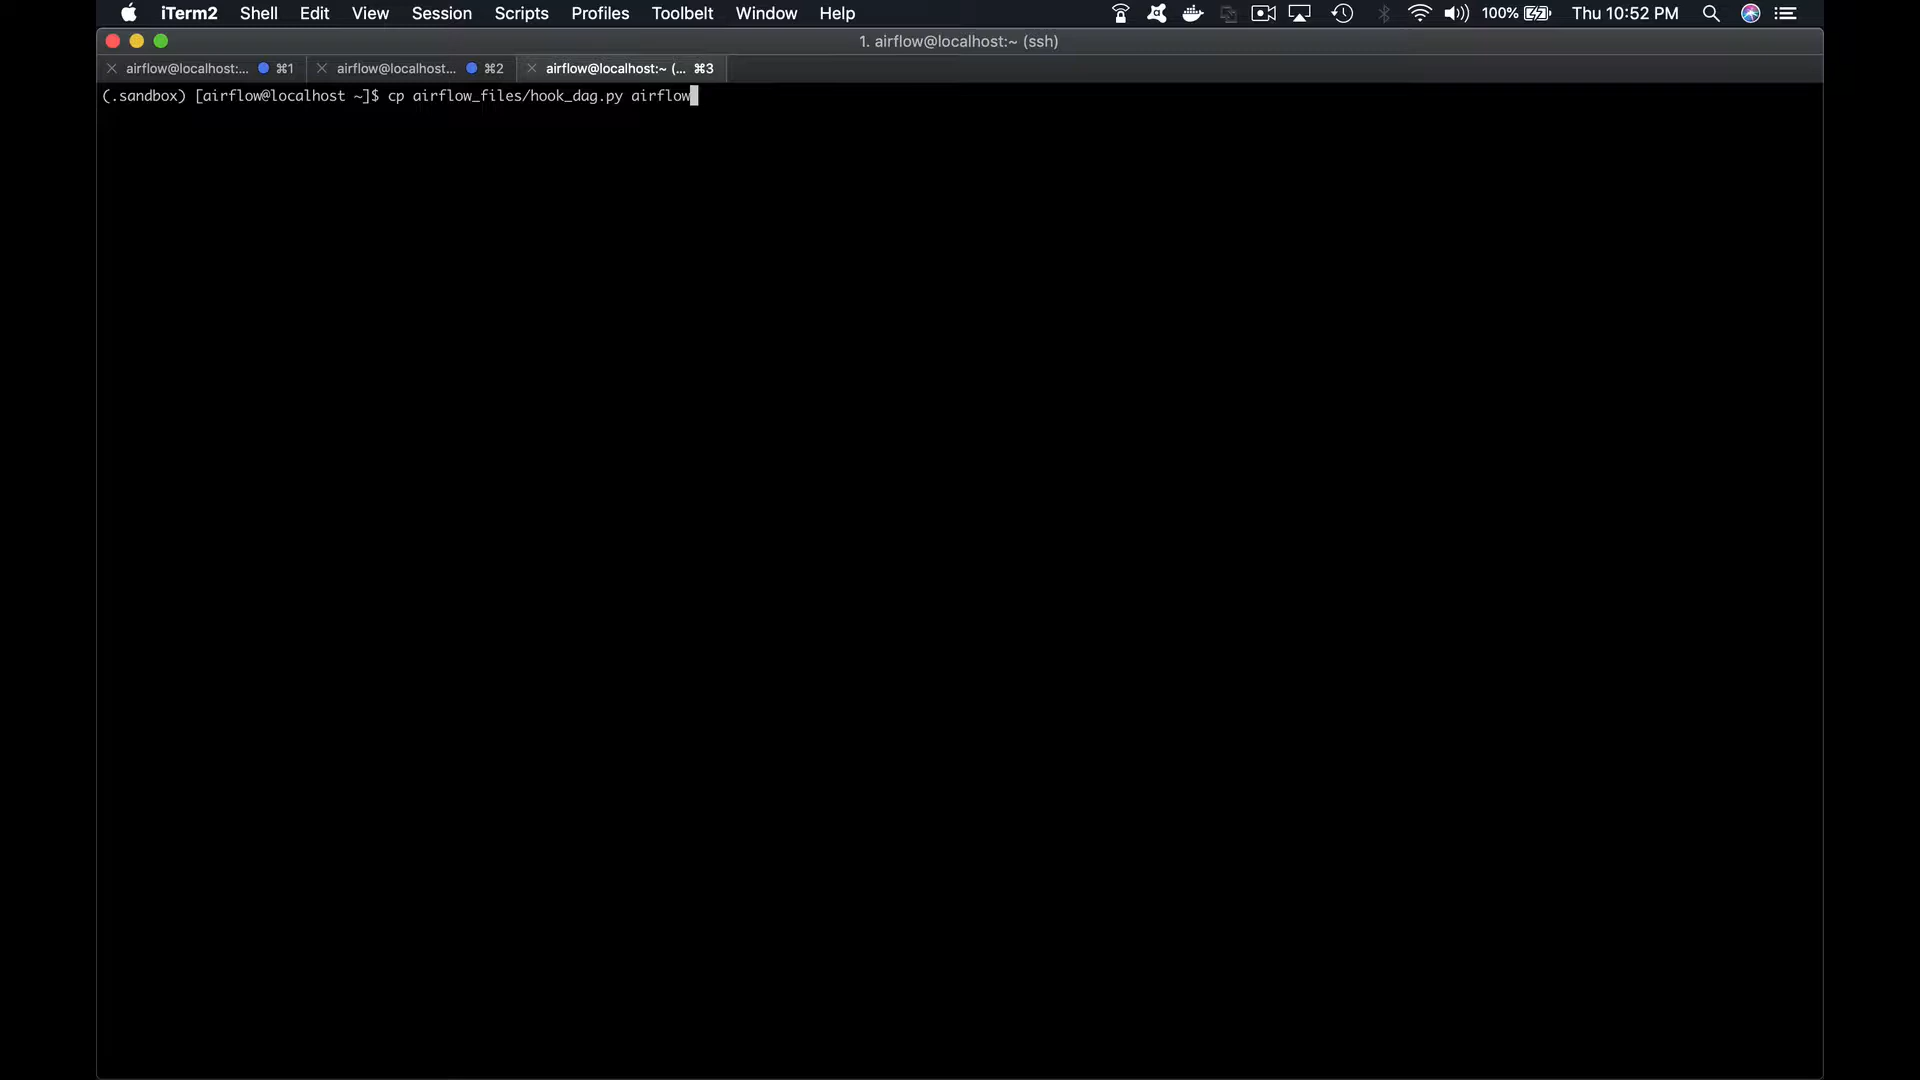 iTerm2 Shell Edit View Session Scripts Profiles Toolbelt Window Help 100% Thu 10:52 PM
1. airflow@localhost:~ (ssh)
airflow@localhost:... ⌘1 airflow@localhost... ⌘2 airflow@localhost:~ (... ⌘3
(.sandbox) [airflow@localhost ~]$ cp airflow_files/hook_dag.py airflow